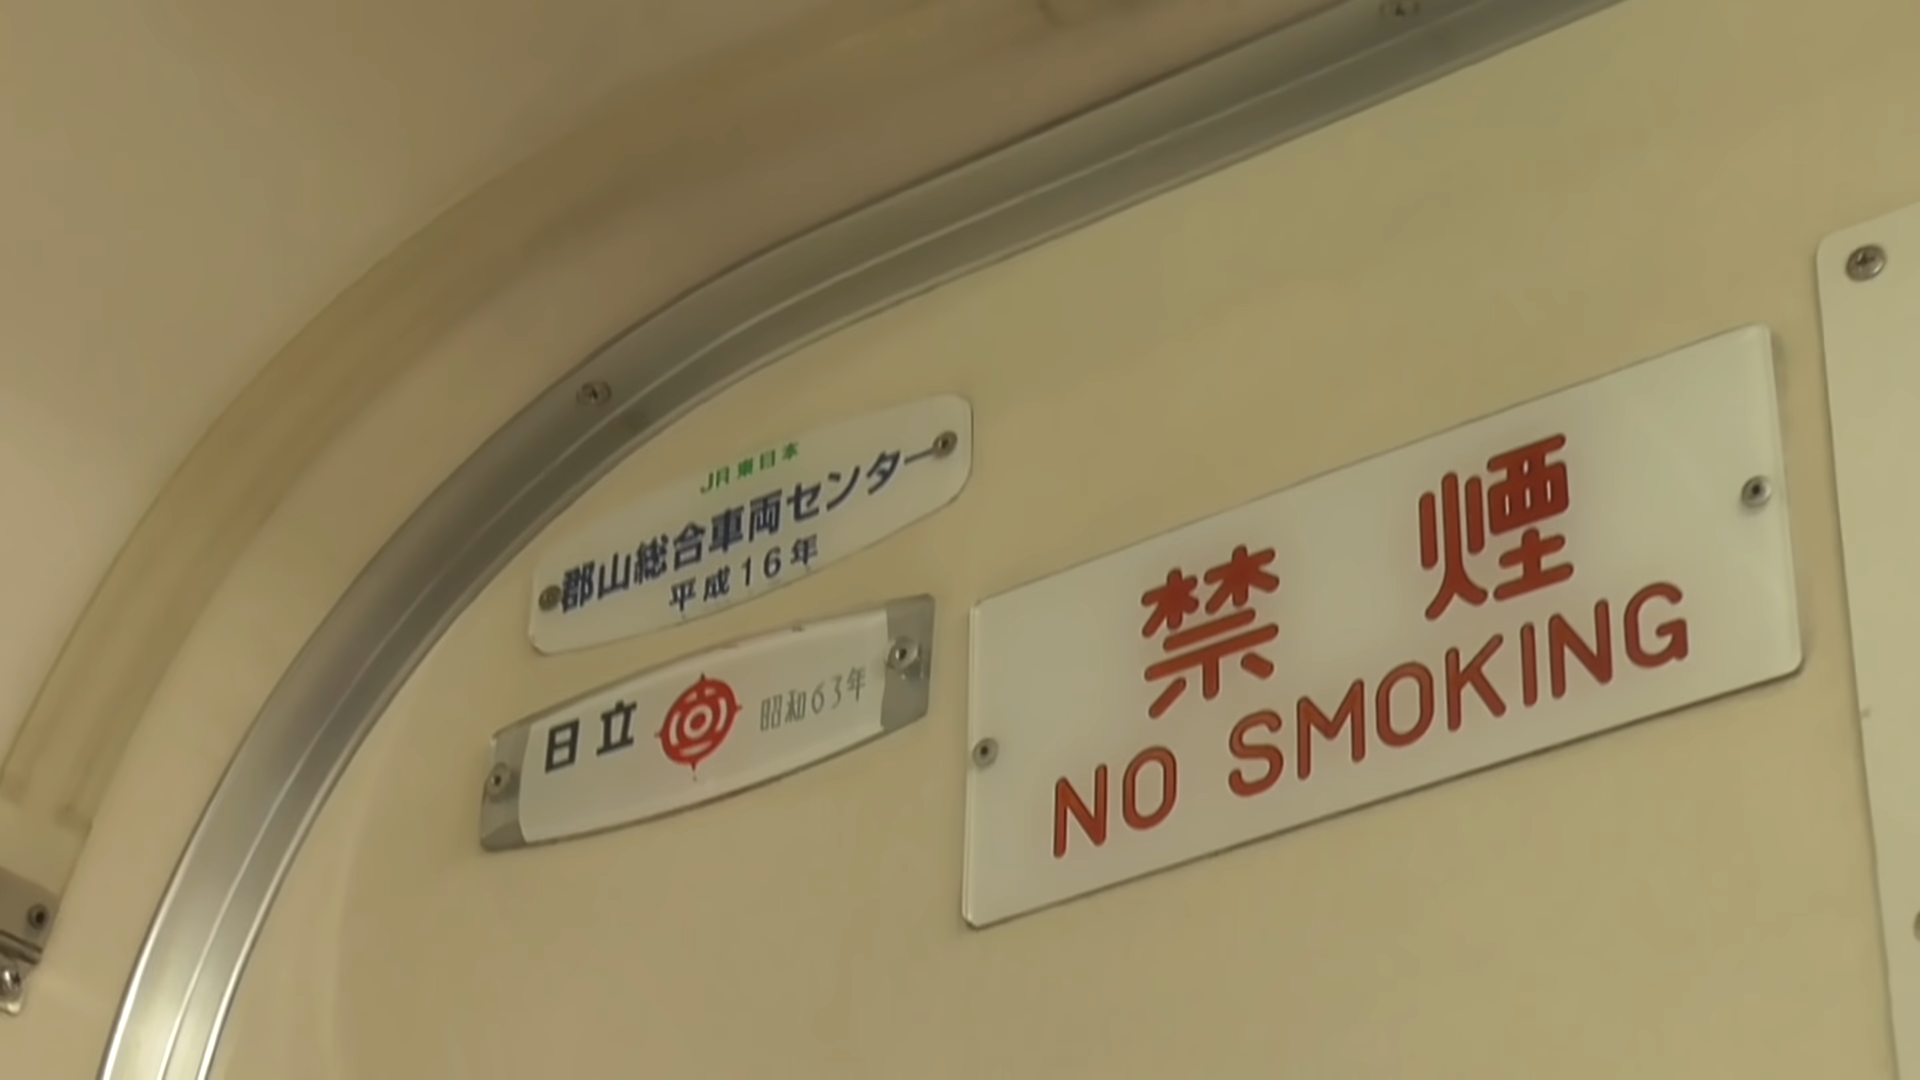 JR東日本
郡山総合車両センター
平成16年
日立 昭和63年
禁煙
NO SMOKING